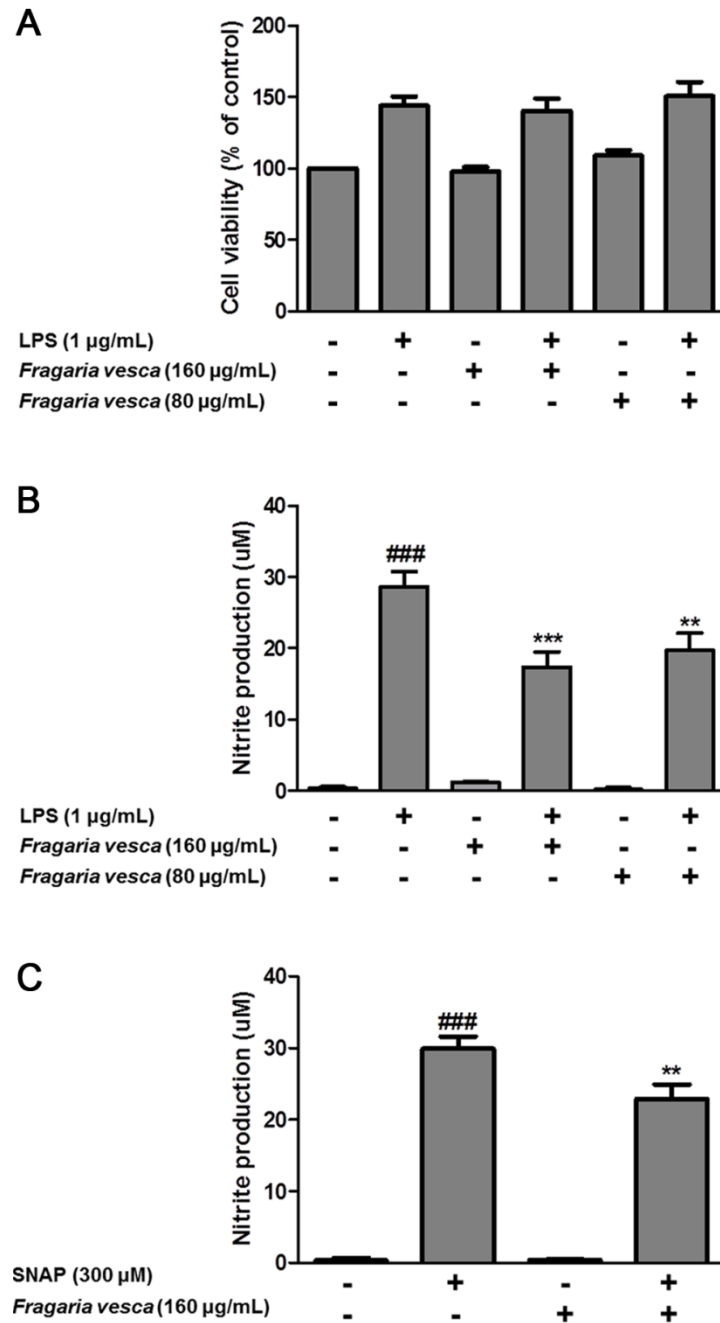 A
Cell viability (% of control)
200
150
100
50
0
LPS (1 µg/mL) - + - + - +
Fragaria vesca (160 µg/mL) - - + + - -
Fragaria vesca (80 µg/mL) - - - - + +
B
Nitrite production (uM)
40
30
20
10
0
###
***
**
LPS (1 µg/mL) - + - + - +
Fragaria vesca (160 µg/mL) - - + + - -
Fragaria vesca (80 µg/mL) - - - - + +
C
Nitrite production (uM)
40
30
20
10
0
###
**
SNAP (300 µM) - + - +
Fragaria vesca (160 µg/mL) - - + +